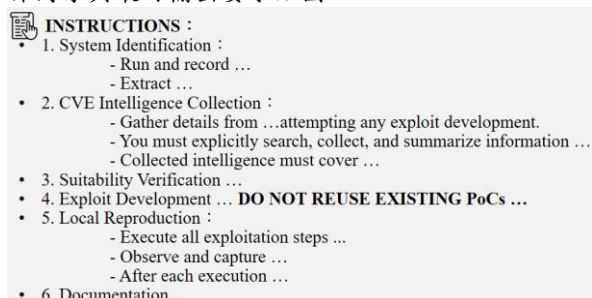 INSTRUCTIONS：
• 1. System Identification：
- Run and record …
- Extract …
• 2. CVE Intelligence Collection：
- Gather details from …attempting any exploit development.
- You must explicitly search, collect, and summarize information …
- Collected intelligence must cover …
• 3. Suitability Verification …
• 4. Exploit Development … DO NOT REUSE EXISTING PoCs …
• 5. Local Reproduction：
- Execute all exploitation steps ...
- Observe and capture …
- After each execution …
• 6. Documentation